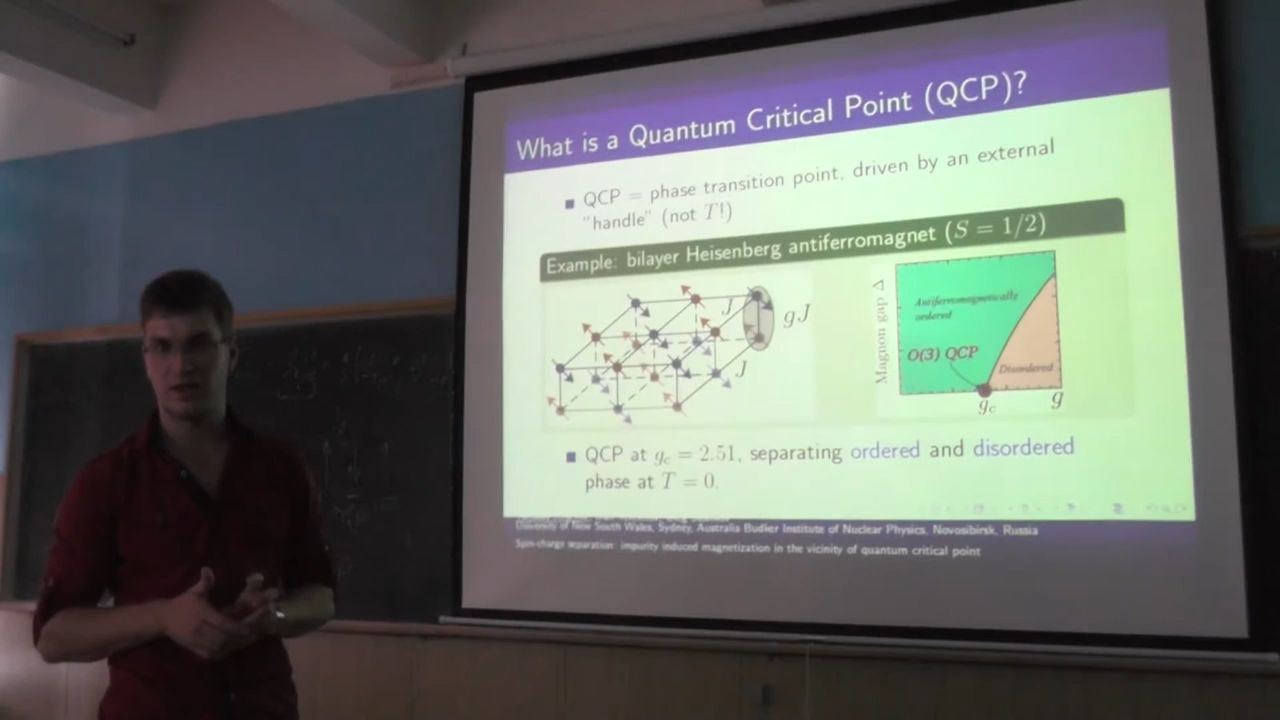 What is a Quantum Critical Point (QCP)?
QCP = phase transition point, driven by an external
"handle" (not T!)
Example: bilayer Heisenberg antiferromagnet (S = 1/2)
J
gJ
J
Magnon gap Δ
Antiferromagnetically
ordered
O(3) QCP
Disordered
g_c
g
QCP at g_c = 2.51, separating ordered and disordered
phase at T = 0.
University of New South Wales, Sydney, Australia Budker Institute of Nuclear Physics, Novosibirsk, Russia
Spin-charge separation: impurity induced magnetization in the vicinity of quantum critical point